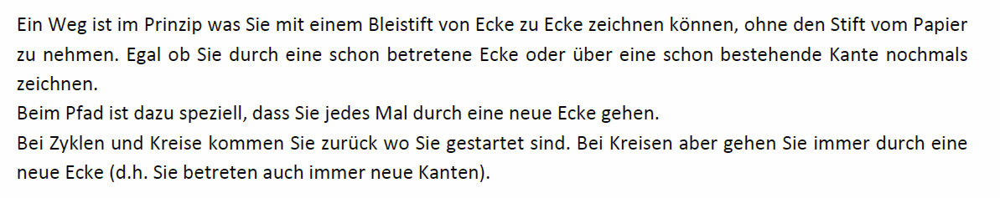 Ein Weg ist im Prinzip was Sie mit einem Bleistift von Ecke zu Ecke zeichnen können, ohne den Stift vom Papier
zu nehmen. Egal ob Sie durch eine schon betretene Ecke oder über eine schon bestehende Kante nochmals
zeichnen.
Beim Pfad ist dazu speziell, dass Sie jedes Mal durch eine neue Ecke gehen.
Bei Zyklen und Kreise kommen Sie zurück wo Sie gestartet sind. Bei Kreisen aber gehen Sie immer durch eine
neue Ecke (d.h. Sie betreten auch immer neue Kanten).